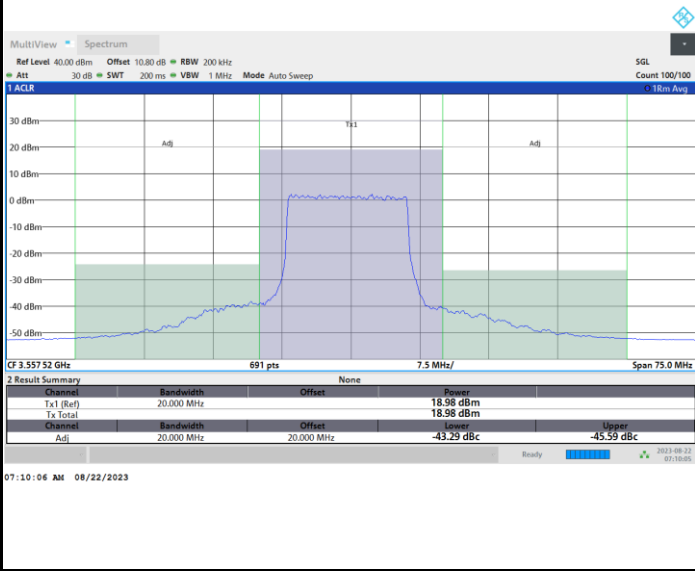 MultiView Spectrum
Ref Level 40.00 dBm Offset 10.80 dB RBW 200 kHz SGL
Att 30 dB SWT 200 ms VBW 1 MHz Mode Auto Sweep Count 100/100
1 ACLR 1Rm Avg
30 dBm
Tx1
20 dBm Adj Adj
10 dBm
0 dBm
-10 dBm
-20 dBm
-30 dBm
-40 dBm
-50 dBm
CF 3.557 52 GHz 691 pts 7.5 MHz/ Span 75.0 MHz
2 Result Summary None
Channel Bandwidth Offset Power
Tx1 (Ref) 20.000 MHz 18.98 dBm
Tx Total 18.98 dBm
Channel Bandwidth Offset Lower Upper
Adj 20.000 MHz 20.000 MHz -43.29 dBc -45.59 dBc
Ready 2023-08-22
07:10:05
07:10:06 AM 08/22/2023